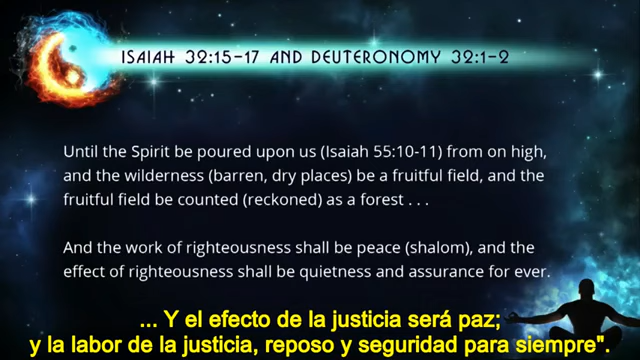 ISAIAH 32:15-17 AND DEUTERONOMY 32:1-2
Until the Spirit be poured upon us (Isaiah 55:10-11) from on high,
and the wilderness (barren, dry places) be a fruitful field, and the
fruitful field be counted (reckoned) as a forest . . .
And the work of righteousness shall be peace (shalom), and the
effect of righteousness shall be quietness and assurance for ever.
... Y el efecto de la justicia será paz;
y la labor de la justicia, reposo y seguridad para siempre".